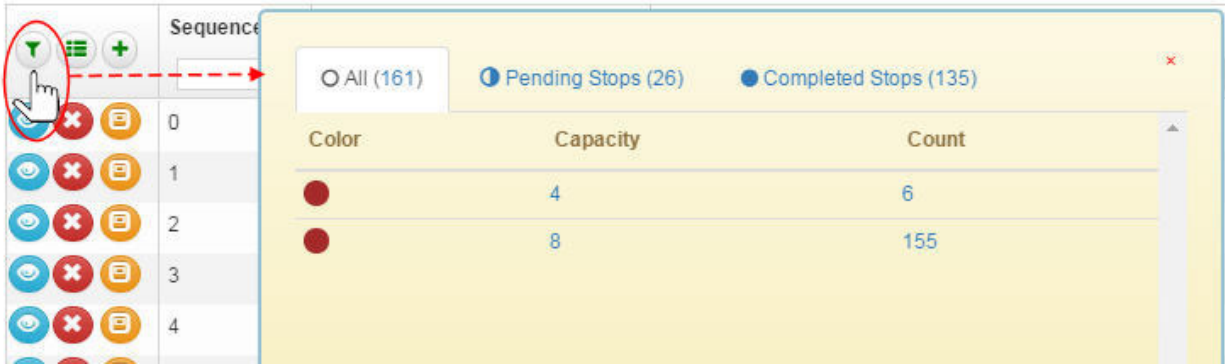 Sequence
All (161)
Pending Stops (26)
Completed Stops (135)
Color Capacity Count
0
4 6
1
8 155
2
3
4